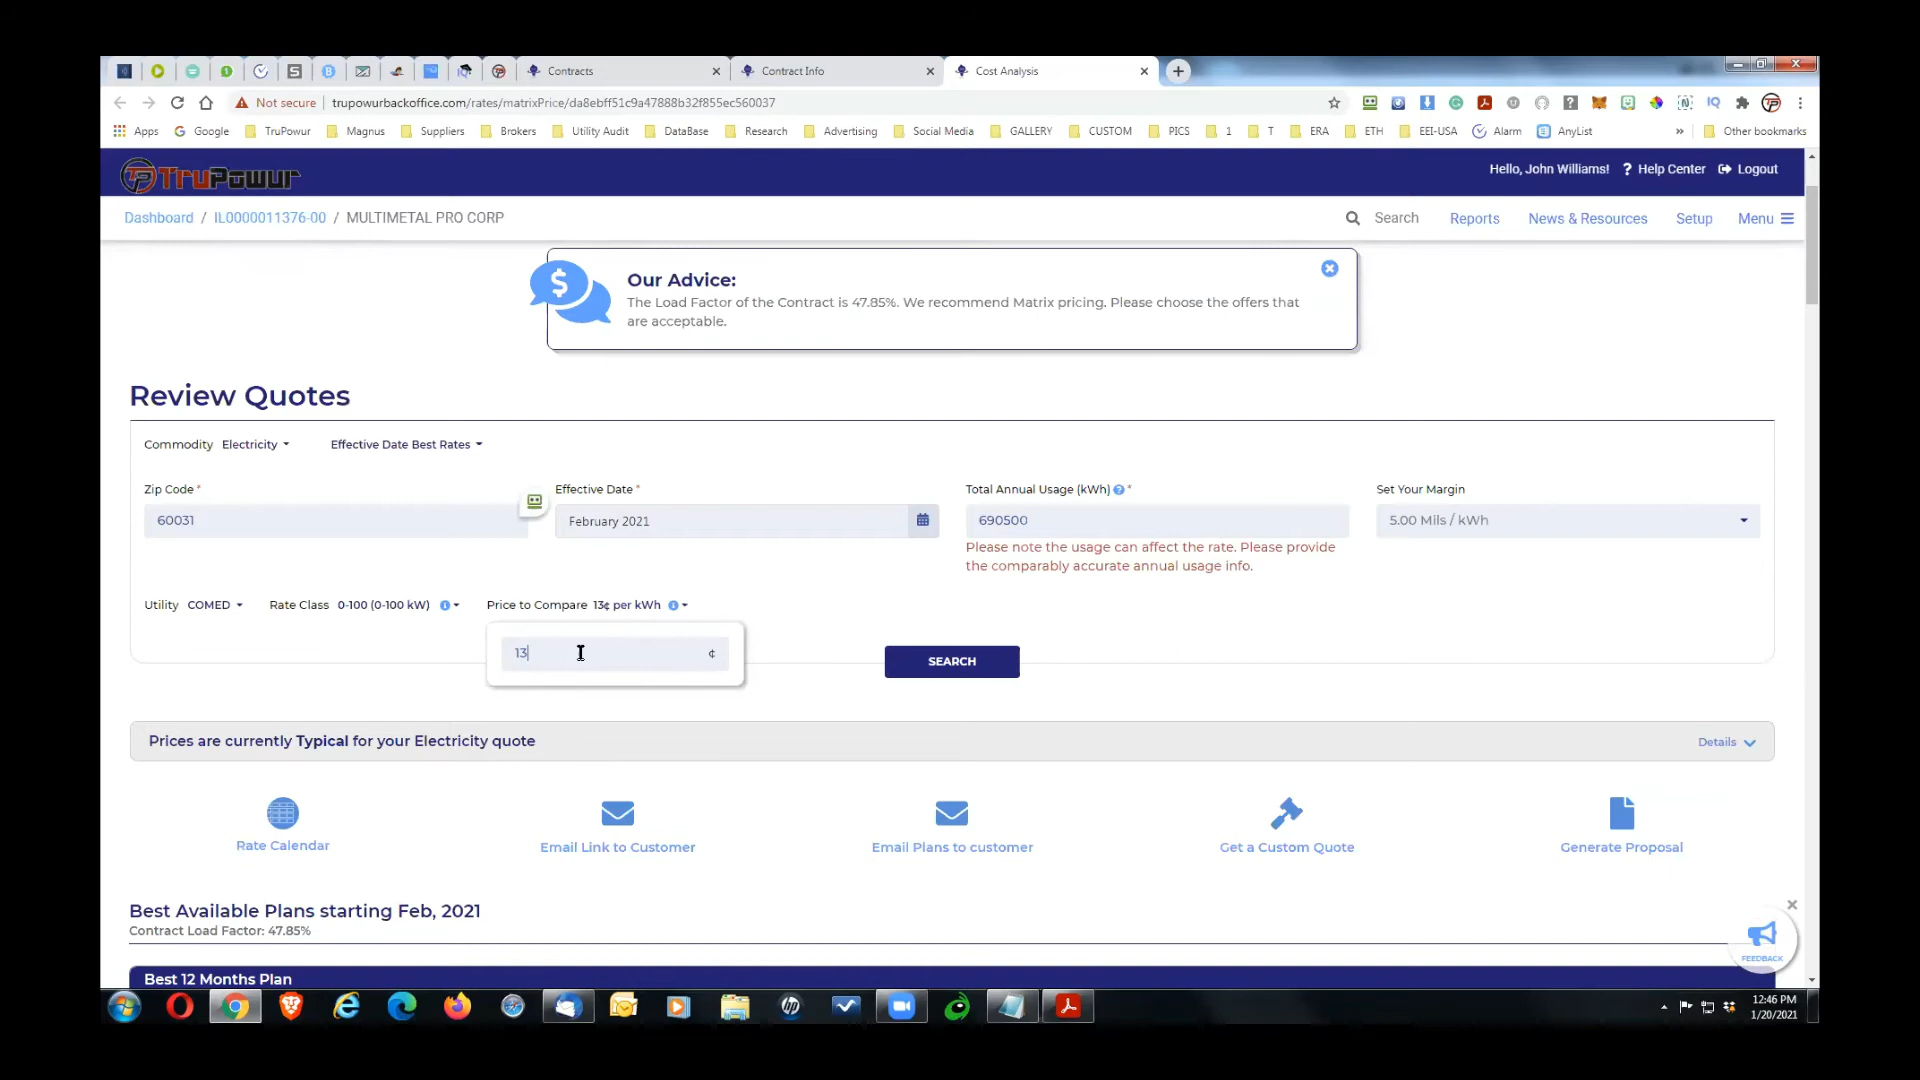 Contracts
Contract Info
Cost Analysis
Not secure | trupowurbackoffice.com/rates/matrixPrice/da8ebff51c9a47888b32f855ec560037
Apps Google TruPowur Magnus Suppliers Brokers Utility Audit DataBase Research Advertising Social Media GALLERY CUSTOM PICS 1 T ERA ETH EEI-USA Alarm AnyList » Other bookmarks
TruPowur
Hello, John Williams! ? Help Center Logout
Dashboard / IL0000011376-00 / MULTIMETAL PRO CORP
Search Reports News & Resources Setup Menu
Our Advice:
The Load Factor of the Contract is 47.85%. We recommend Matrix pricing. Please choose the offers that
are acceptable.
Review Quotes
Commodity Electricity Effective Date Best Rates
Zip Code * Effective Date * Total Annual Usage (kWh) * Set Your Margin
60031 February 2021 690500 5.00 Mils / kWh
Please note the usage can affect the rate. Please provide
the comparably accurate annual usage info.
Utility COMED Rate Class 0-100 (0-100 kW) Price to Compare 13¢ per kWh
13 ¢
SEARCH
Prices are currently Typical for your Electricity quote Details
Rate Calendar Email Link to Customer Email Plans to customer Get a Custom Quote Generate Proposal
Best Available Plans starting Feb, 2021
Contract Load Factor: 47.85%
FEEDBACK
Best 12 Months Plan
12:46 PM
1/20/2021